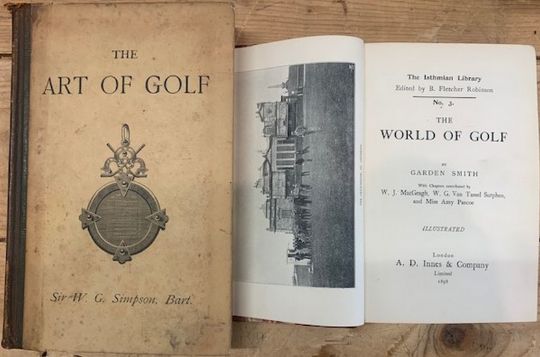 THE
ART OF GOLF
Sir W. G. Simpson, Bart.
The Isthmian Library
Edited by B. Fletcher Robinson
No. 3.
THE
WORLD OF GOLF
BY
GARDEN SMITH
With Chapters contributed by
W. J. MacGeagh, W. G. Van Tassel Sutphen,
and Miss Amy Pascoe
ILLUSTRATED
London
A. D. Innes & Company
Limited
1898